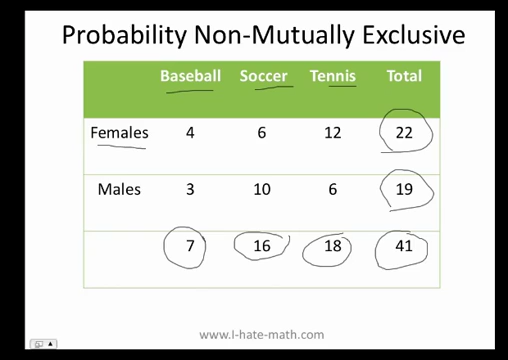 Probability Non-Mutually Exclusive
Baseball Soccer Tennis Total
Females 4 6 12 22
Males 3 10 6 19
7 16 18 41
www.I-hate-math.com